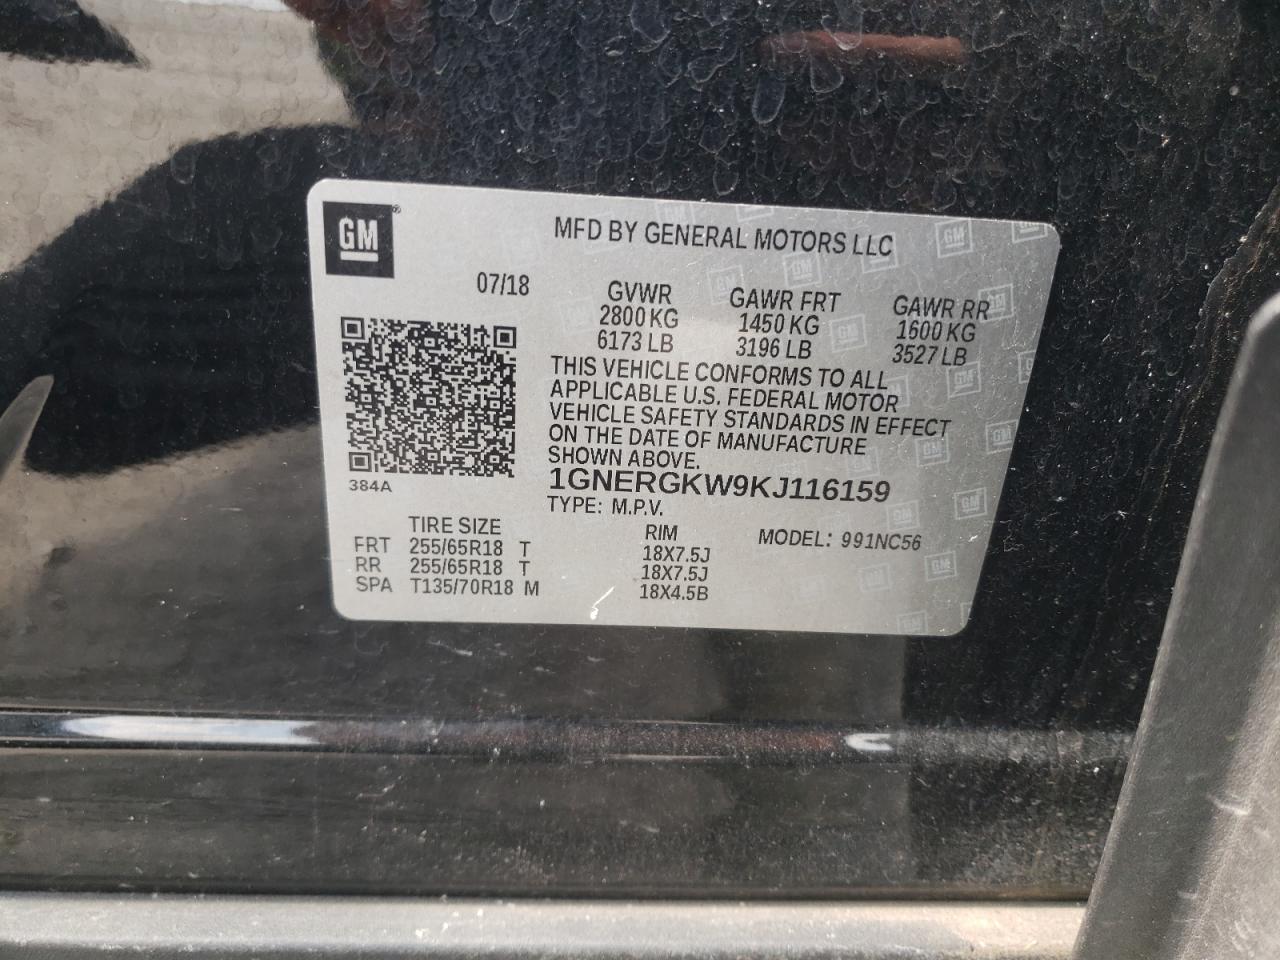 GM®
MFD BY GENERAL MOTORS LLC
07/18
GVWR GAWR FRT GAWR RR
2800 KG 1450 KG 1600 KG
6173 LB 3196 LB 3527 LB
THIS VEHICLE CONFORMS TO ALL
APPLICABLE U.S. FEDERAL MOTOR
VEHICLE SAFETY STANDARDS IN EFFECT
ON THE DATE OF MANUFACTURE
SHOWN ABOVE.
384A
1GNERGKW9KJ116159
TYPE: M.P.V.
TIRE SIZE RIM MODEL: 991NC56
FRT 255/65R18 T 18X7.5J
RR 255/65R18 T 18X7.5J
SPA T135/70R18 M 18X4.5B